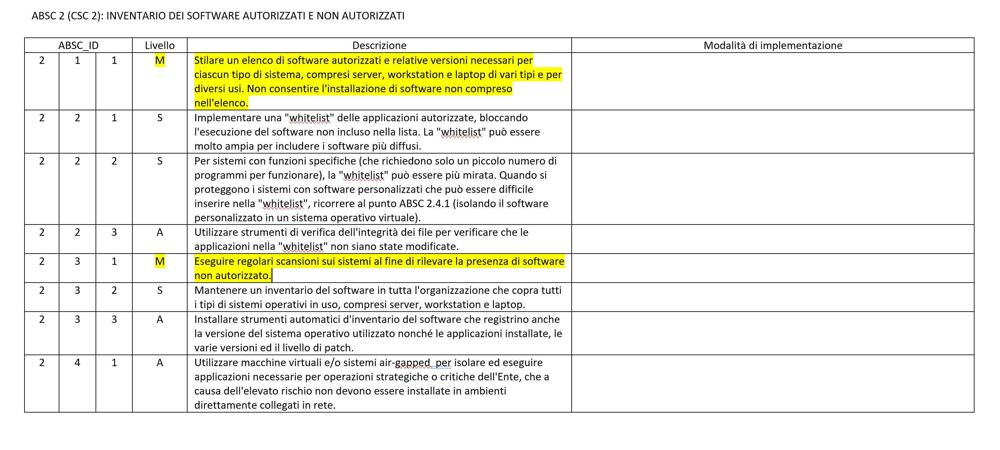 ABSC 2 (CSC 2): INVENTARIO DEI SOFTWARE AUTORIZZATI E NON AUTORIZZATI
ABSC_ID Livello Descrizione Modalità di implementazione
2 1 1 M Stilare un elenco di software autorizzati e relative versioni necessari per
ciascun tipo di sistema, compresi server, workstation e laptop di vari tipi e per
diversi usi. Non consentire l'installazione di software non compreso
nell'elenco.
2 2 1 S Implementare una "whitelist" delle applicazioni autorizzate, bloccando
l'esecuzione del software non incluso nella lista. La "whitelist" può essere
molto ampia per includere i software più diffusi.
2 2 2 S Per sistemi con funzioni specifiche (che richiedono solo un piccolo numero di
programmi per funzionare), la "whitelist" può essere più mirata. Quando si
proteggono i sistemi con software personalizzati che può essere difficile
inserire nella "whitelist", ricorrere al punto ABSC 2.4.1 (isolando il software
personalizzato in un sistema operativo virtuale).
2 2 3 A Utilizzare strumenti di verifica dell'integrità dei file per verificare che le
applicazioni nella "whitelist" non siano state modificate.
2 3 1 M Eseguire regolari scansioni sui sistemi al fine di rilevare la presenza di software
non autorizzato.
2 3 2 S Mantenere un inventario del software in tutta l'organizzazione che copra tutti
i tipi di sistemi operativi in uso, compresi server, workstation e laptop.
2 3 3 A Installare strumenti automatici d'inventario del software che registrino anche
la versione del sistema operativo utilizzato nonché le applicazioni installate, le
varie versioni ed il livello di patch.
2 4 1 A Utilizzare macchine virtuali e/o sistemi air-gapped per isolare ed eseguire
applicazioni necessarie per operazioni strategiche o critiche dell'Ente, che a
causa dell'elevato rischio non devono essere installate in ambienti
direttamente collegati in rete.